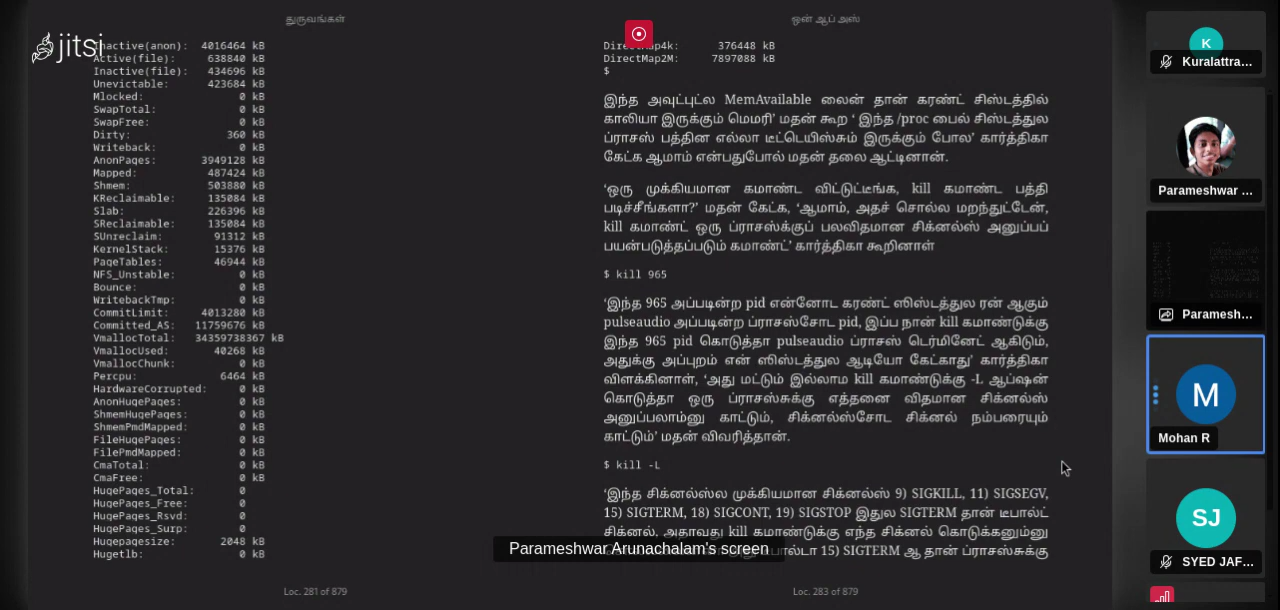 துருவங்கள்
ஒன் ஆப் அஸ்
jitsi
Inactive(anon): 4016464 kB
Active(file): 638840 kB
Inactive(file): 434696 kB
Unevictable: 423684 kB
Mlocked: 0 kB
SwapTotal: 0 kB
SwapFree: 0 kB
Dirty: 360 kB
Writeback: 0 kB
AnonPages: 3949128 kB
Mapped: 487424 kB
Shmem: 503880 kB
KReclaimable: 135084 kB
Slab: 226396 kB
SReclaimable: 135084 kB
SUnreclaim: 91312 kB
KernelStack: 15376 kB
PageTables: 46944 kB
NFS_Unstable: 0 kB
Bounce: 0 kB
WritebackTmp: 0 kB
CommitLimit: 4013280 kB
Committed_AS: 11759676 kB
VmallocTotal: 34359738367 kB
VmallocUsed: 40268 kB
VmallocChunk: 0 kB
Percpu: 6464 kB
HardwareCorrupted: 0 kB
AnonHugePages: 0 kB
ShmemHugePages: 0 kB
ShmemPmdMapped: 0 kB
FileHugePages: 0 kB
FilePmdMapped: 0 kB
CmaTotal: 0 kB
CmaFree: 0 kB
HugePages_Total: 0
HugePages_Free: 0
HugePages_Rsvd: 0
HugePages_Surp: 0
Hugepagesize: 2048 kB
Hugetlb: 0 kB
Loc. 281 of 879
DirectMap4k: 376448 kB
DirectMap2M: 7897088 kB
$
இந்த அவுட்புட்ல MemAvailable லைன் தான் கரண்ட் சிஸ்டத்தில்
காலியா இருக்கும் மெமரி’ மதன் கூற ‘ இந்த /proc பைல் சிஸ்டத்துல
ப்ராசஸ் பத்தின எல்லா டீட்டெயிஸ்சும் இருக்கும் போல’ கார்த்திகா
கேட்க ஆமாம் என்பதுபோல் மதன் தலை ஆட்டினான்.
‘ஒரு முக்கியமான கமாண்ட விட்டுட்டீங்க, kill கமாண்ட பத்தி
படிச்சீங்களா?’ மதன் கேட்க, ‘ஆமாம், அதச் சொல்ல மறந்துட்டேன்,
kill கமாண்ட் ஒரு ப்ராசஸ்க்குப் பலவிதமான சிக்னல்ஸ் அனுப்பப்
பயன்படுத்தப்படும் கமாண்ட்’ கார்த்திகா கூறினாள்
$ kill 965
‘இந்த 965 அப்படின்ற pid என்னோட கரண்ட் ஸிஸ்டத்துல ரன் ஆகும்
pulseaudio அப்படின்ற ப்ராசஸ்சோட pid, இப்ப நான் kill கமாண்டுக்கு
இந்த 965 pid கொடுத்தா pulseaudio ப்ராசஸ் டெர்மினேட் ஆகிடும்,
அதுக்கு அப்புறம் என் ஸிஸ்டத்துல ஆடியோ கேட்காது’ கார்த்திகா
விளக்கினாள், ‘அது மட்டும் இல்லாம kill கமாண்டுக்கு -L ஆப்ஷன்
கொடுத்தா ஒரு ப்ராசஸ்சுக்கு எத்தனை விதமான சிக்னல்ஸ்
அனுப்பலாம்னு காட்டும், சிக்னல்ஸ்சோட சிக்னல் நம்பரையும்
காட்டும்’ மதன் விவரித்தான்.
$ kill -L
‘இந்த சிக்னல்ஸ்ல முக்கியமான சிக்னல்ஸ் 9) SIGKILL, 11) SIGSEGV,
15) SIGTERM, 18) SIGCONT, 19) SIGSTOP இதுல SIGTERM தான் டீபால்ட்
சிக்னல், அதாவது kill கமாண்டுக்கு எந்த சிக்னல் கொடுக்கனும்னு
15) SIGTERM ஆ தான் ப்ராசஸ்சுக்கு
Parameshwar Arunachalam's screen
Loc. 283 of 879
K
Kuralattra...
Parameshwar ...
Paramesh...
M
Mohan R
SJ
SYED JAF...